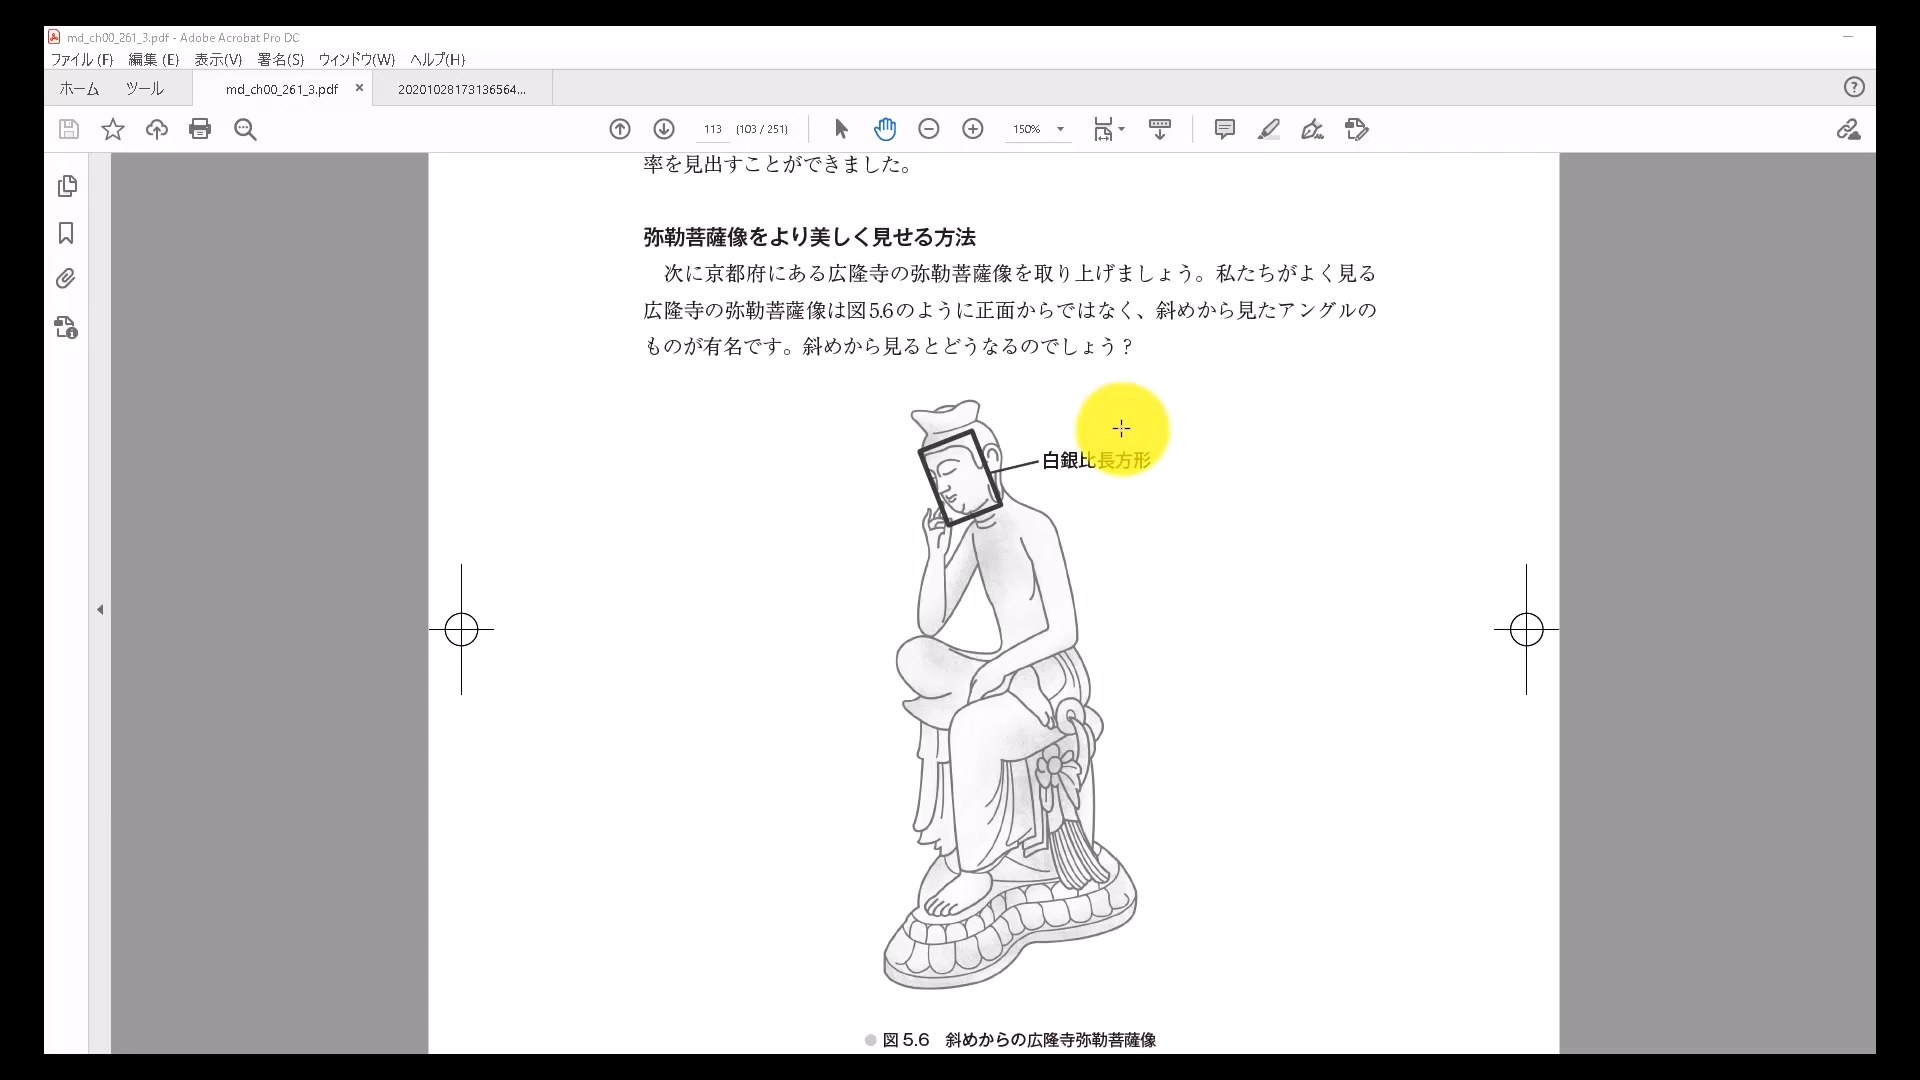 md_ch00_261_3.pdf - Adobe Acrobat Pro DC
ファイル(F) 編集(E) 表示(V) 署名(S) ウィンドウ(W) ヘルプ(H)
ホーム ツール md_ch00_261_3.pdf × 20201028173136564...
113 (103 / 251) 150%
率を見出すことができました。
弥勒菩薩像をより美しく見せる方法
次に京都府にある広隆寺の弥勒菩薩像を取り上げましょう。私たちがよく見る
広隆寺の弥勒菩薩像は図5.6のように正面からではなく、斜めから見たアングルの
ものが有名です。斜めから見るとどうなるのでしょう？
白銀比長方形
図5.6 斜めからの広隆寺弥勒菩薩像